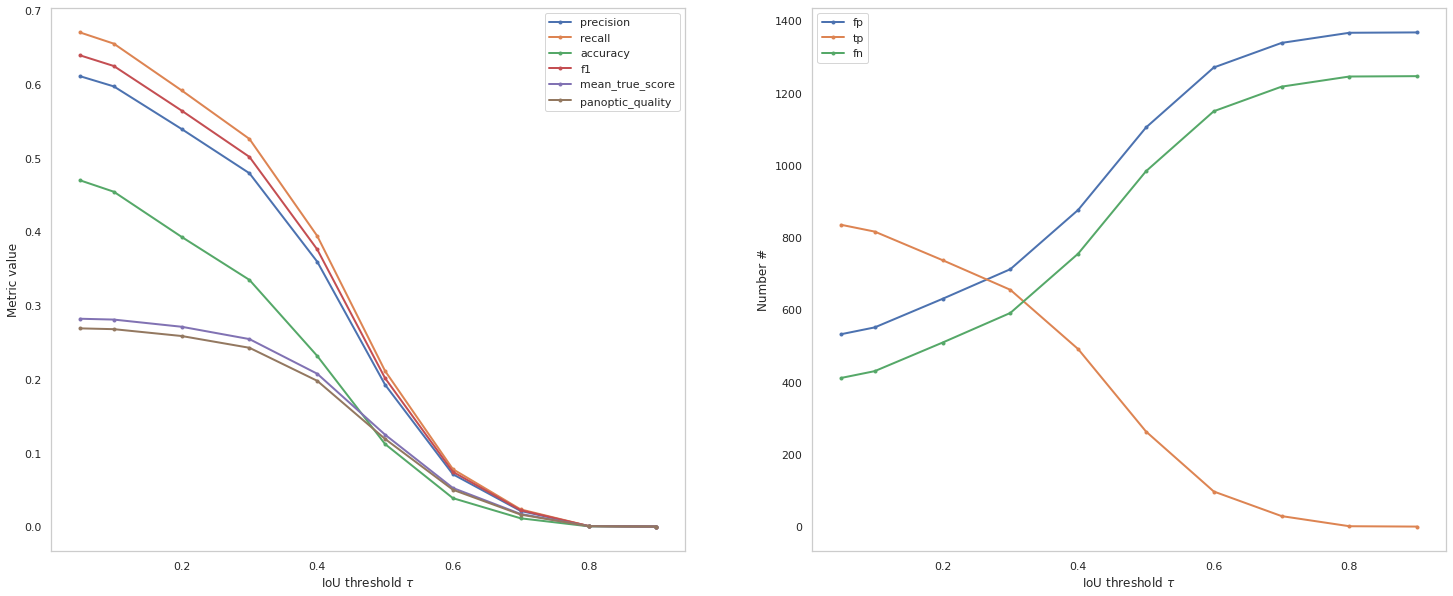 0.7
0.6
0.5
0.4
0.3
0.2
0.1
0.0
Metric value
0.2
0.4
0.6
0.8
IoU threshold τ
precision
recall
accuracy
f1
mean_true_score
panoptic_quality
1400
1200
1000
800
600
400
200
0
Number #
0.2
0.4
0.6
0.8
IoU threshold τ
fp
tp
fn